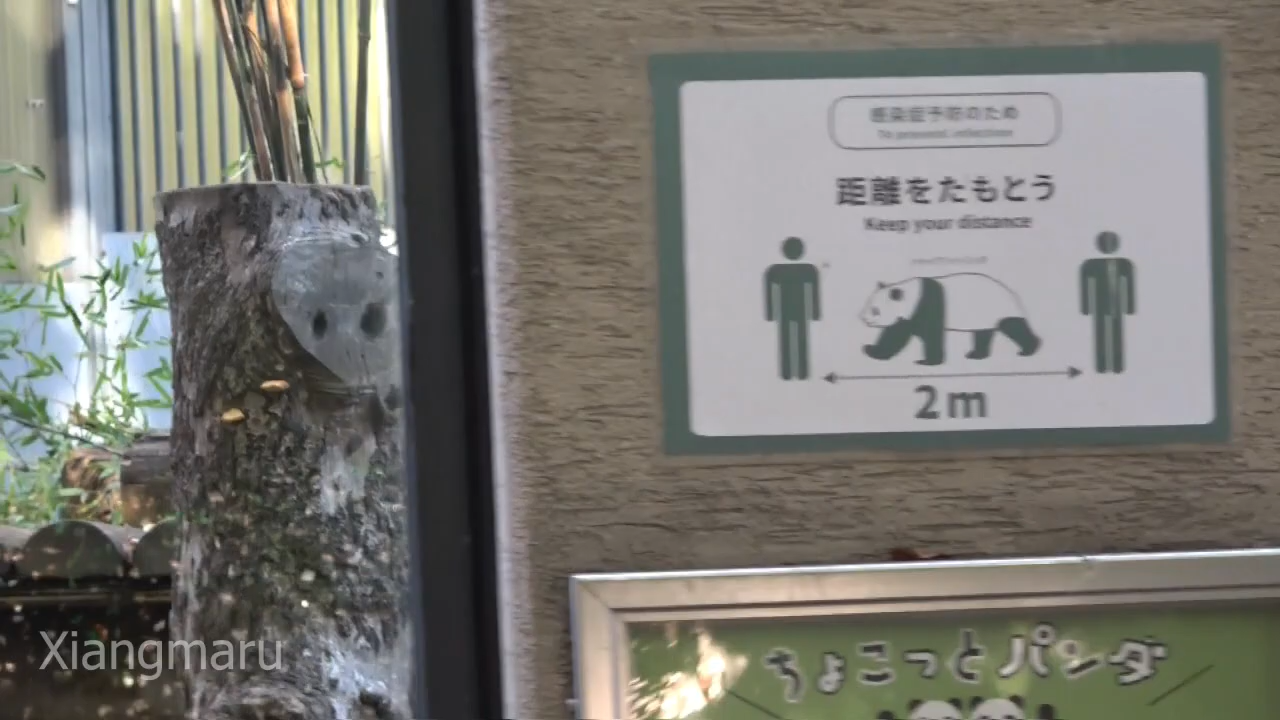 感染症予防のため
To prevent infections
距離をたもとう
Keep your distance
2m
ちょこっとパンダ
Xiangmaru